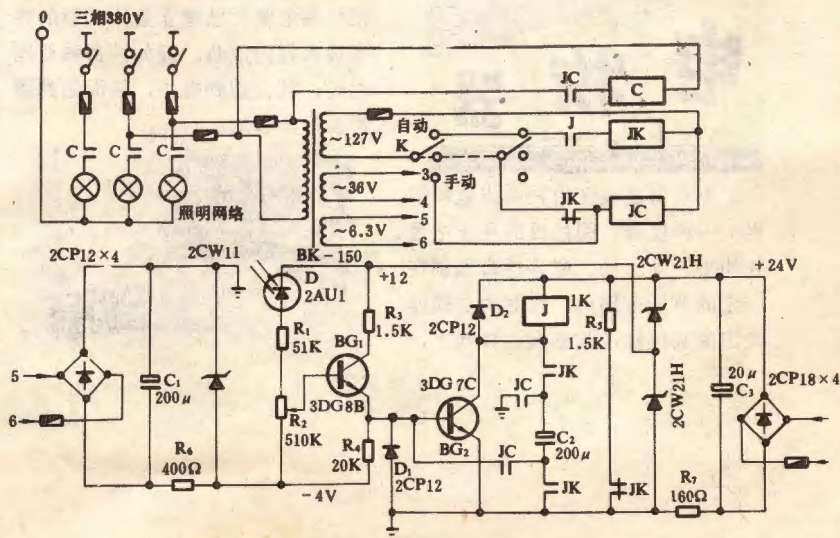 0 三相380V
JC C
自动 J JK
K
~127V
3 手动
~36V
4
JK JC
5
~6.3V
6
C C C
照明网络
BK-150
2CP12×4
2CW11
D
2AU1
+12
2CW21H
+24V
R₃
1.5K
D₂
2CP12
J 1K
R₅
1.5K
R₁
51K
BG₁
3DG8B
R₂
510K
3DG7C
BG₂
JK
JC
C₂
200μ
JC
JK
JK
2CW21H
20μ
C₃
2CP18×4
5
6
C₁
200μ
R₆
400Ω
R₄
20K
D₁
2CP12
-4V
R₇
160Ω